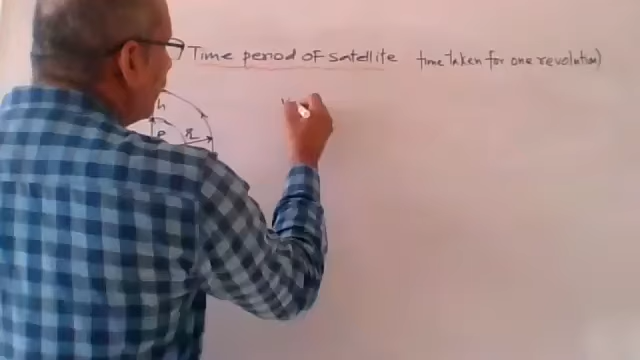 Time period of satellite time taken for one revolution)
h
R r